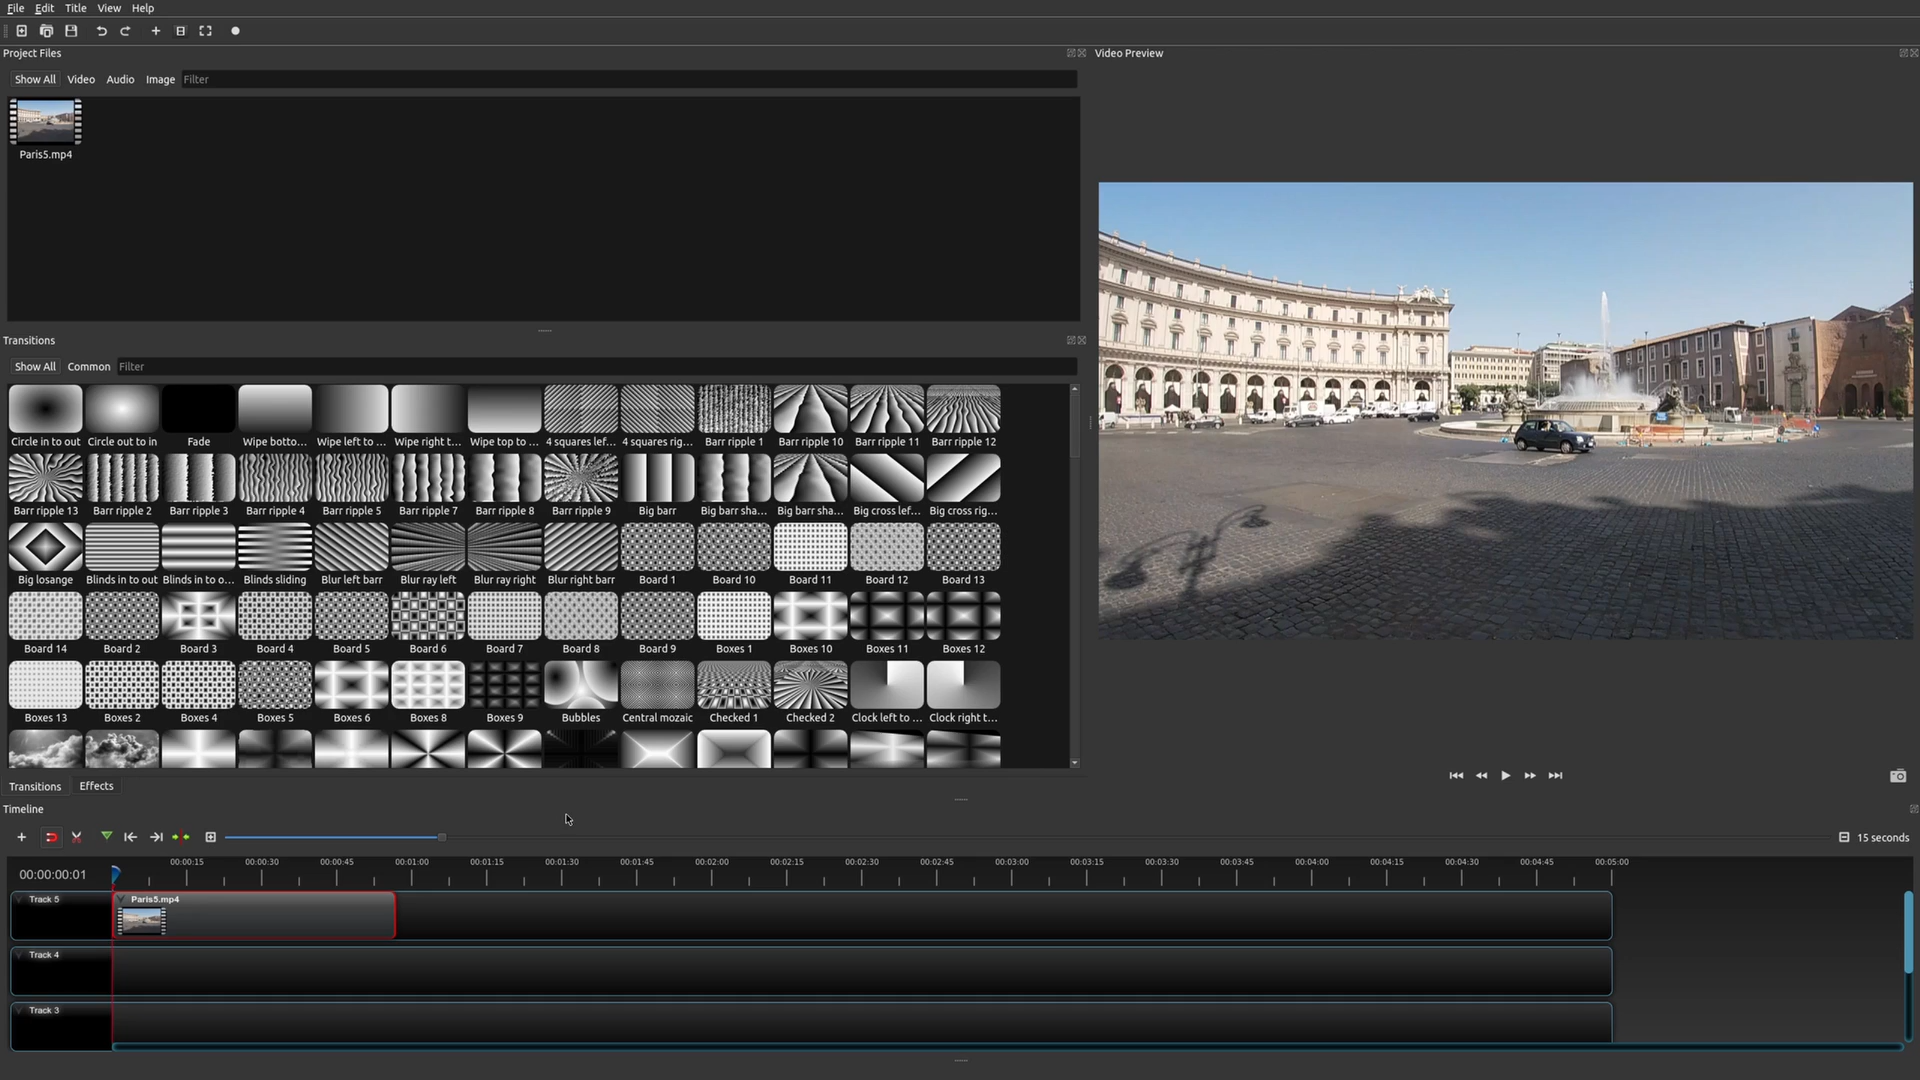 File Edit Title View Help
Project Files
Show All Video Audio Image Filter
Paris5.mp4
Transitions
Show All Common Filter
Circle in to out Circle out to in Fade Wipe botto... Wipe left to ... Wipe right t... Wipe top to ... 4 squares lef... 4 squares rig... Barr ripple 1 Barr ripple 10 Barr ripple 11 Barr ripple 12
Barr ripple 13 Barr ripple 2 Barr ripple 3 Barr ripple 4 Barr ripple 5 Barr ripple 7 Barr ripple 8 Barr ripple 9 Big barr Big barr sha... Big barr sha... Big cross lef... Big cross rig...
Big losange Blinds in to out Blinds in to o... Blinds sliding Blur left barr Blur ray left Blur ray right Blur right barr Board 1 Board 10 Board 11 Board 12 Board 13
Board 14 Board 2 Board 3 Board 4 Board 5 Board 6 Board 7 Board 8 Board 9 Boxes 1 Boxes 10 Boxes 11 Boxes 12
Boxes 13 Boxes 2 Boxes 4 Boxes 5 Boxes 6 Boxes 8 Boxes 9 Bubbles Central mozaic Checked 1 Checked 2 Clock left to ... Clock right t...
Transitions Effects
Video Preview
Timeline
15 seconds
00:00:15 00:00:30 00:00:45 00:01:00 00:01:15 00:01:30 00:01:45 00:02:00 00:02:15 00:02:30 00:02:45 00:03:00 00:03:15 00:03:30 00:03:45 00:04:00 00:04:15 00:04:30 00:04:45 00:05:00
00:00:00:01
Track 5 Paris5.mp4
Track 4
Track 3